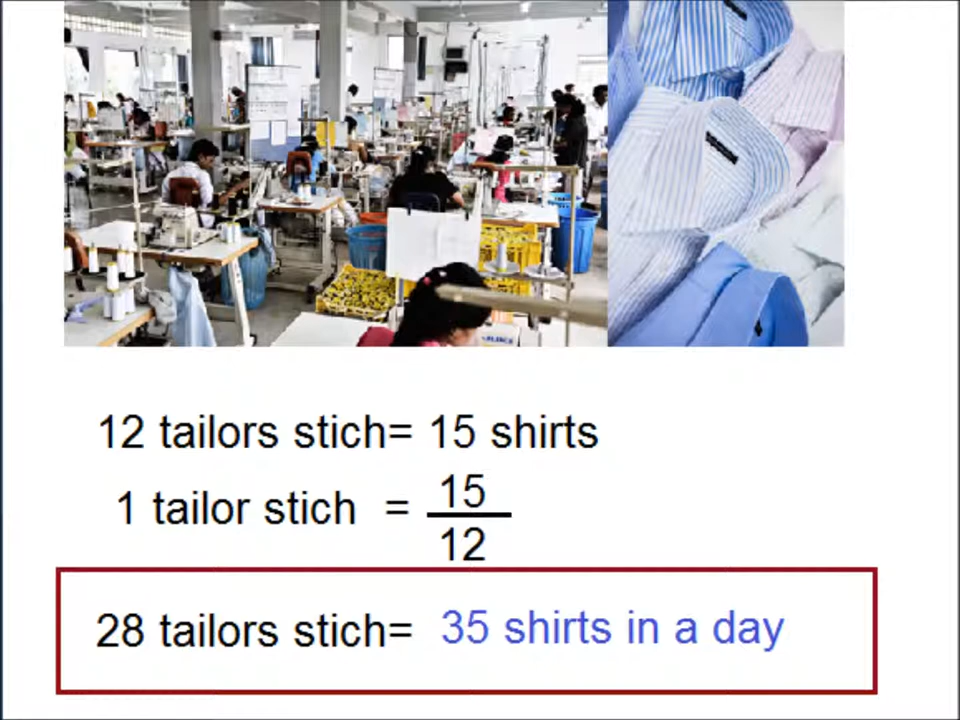 12 tailors stich= 15 shirts
1 tailor stich = 15
12
28 tailors stich= 35 shirts in a day